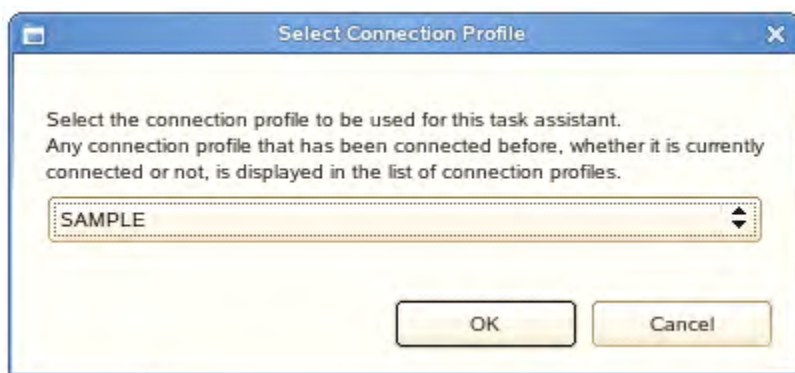 Select Connection Profile
Select the connection profile to be used for this task assistant.
Any connection profile that has been connected before, whether it is currently
connected or not, is displayed in the list of connection profiles.
SAMPLE
OK Cancel